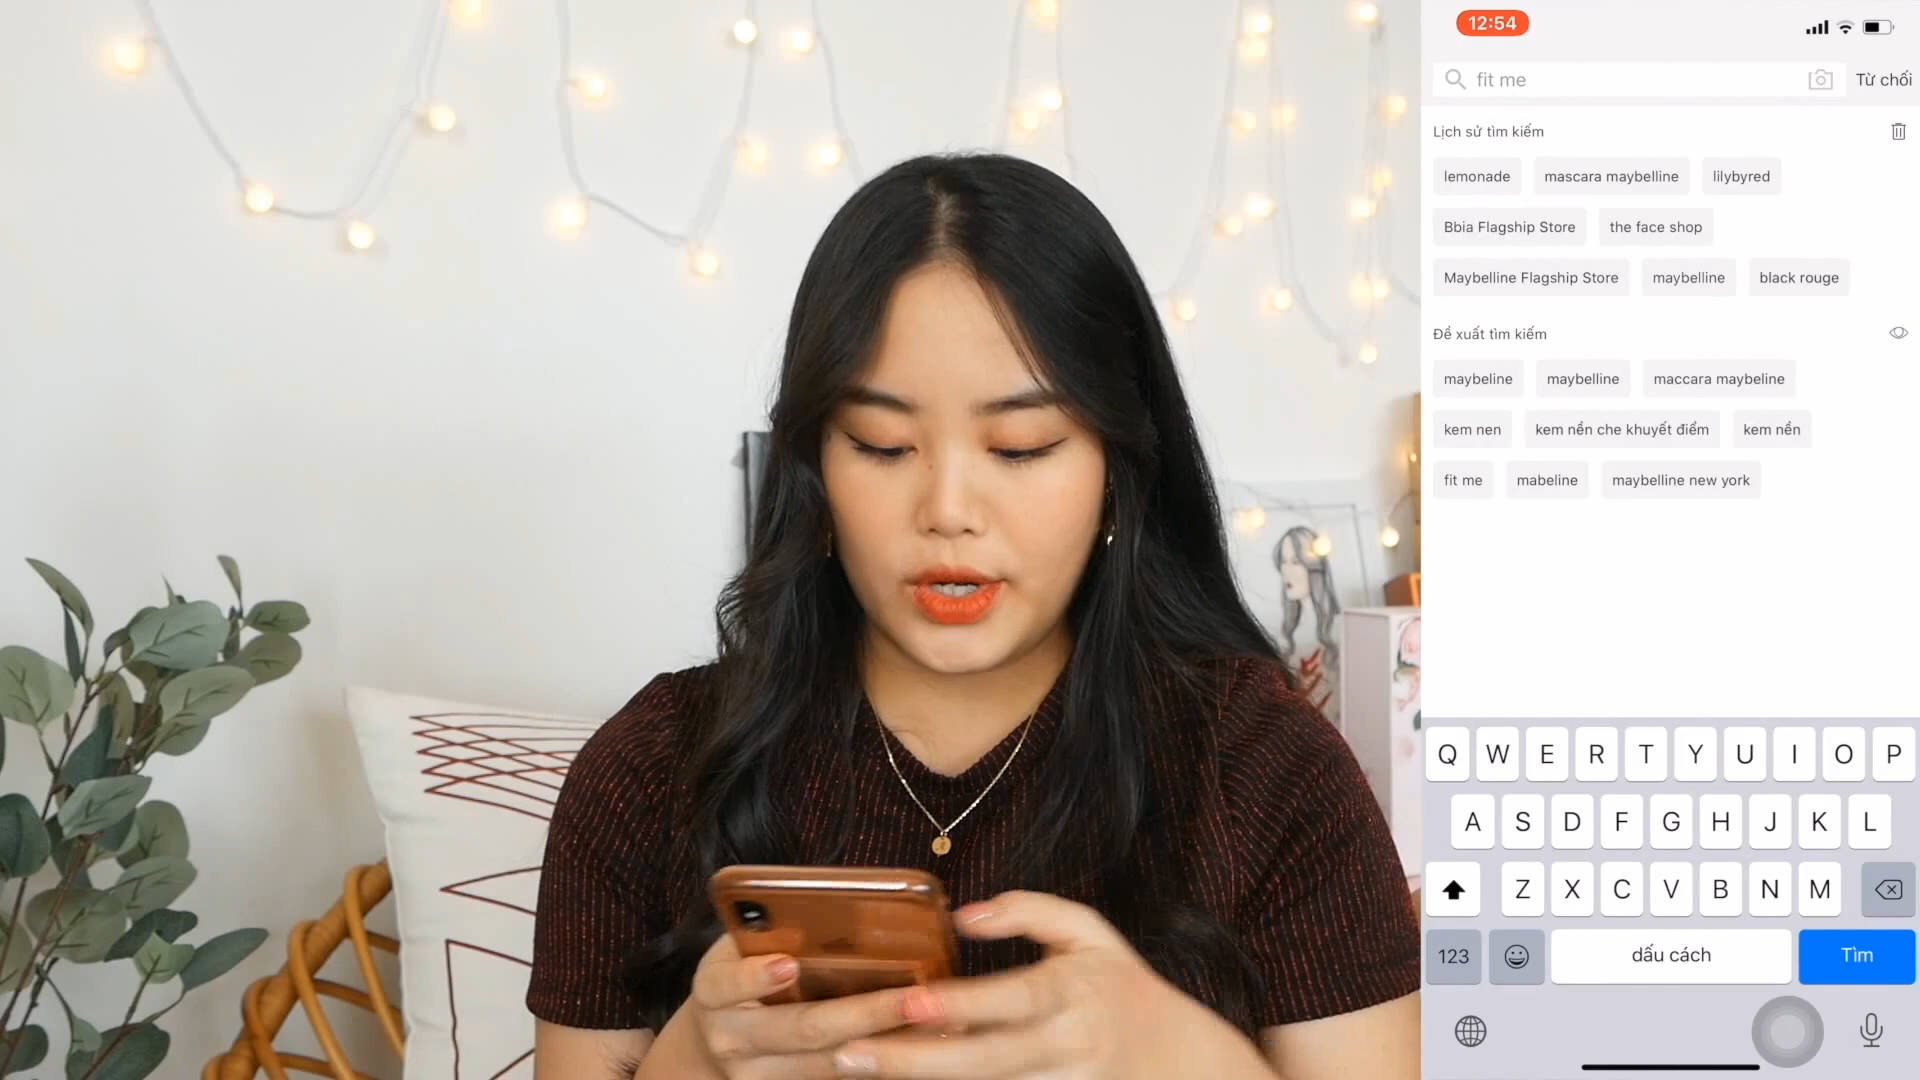 12:54
fit me
Từ chối
Lịch sử tìm kiếm
lemonade mascara maybelline lilybyred
Bbia Flagship Store the face shop
Maybelline Flagship Store maybelline black rouge
Đề xuất tìm kiếm
maybeline maybelline maccara maybeline
kem nen kem nền che khuyết điểm kem nền
fit me mabeline maybelline new york
Q W E R T Y U I O P
A S D F G H J K L
Z X C V B N M
123 dấu cách Tìm